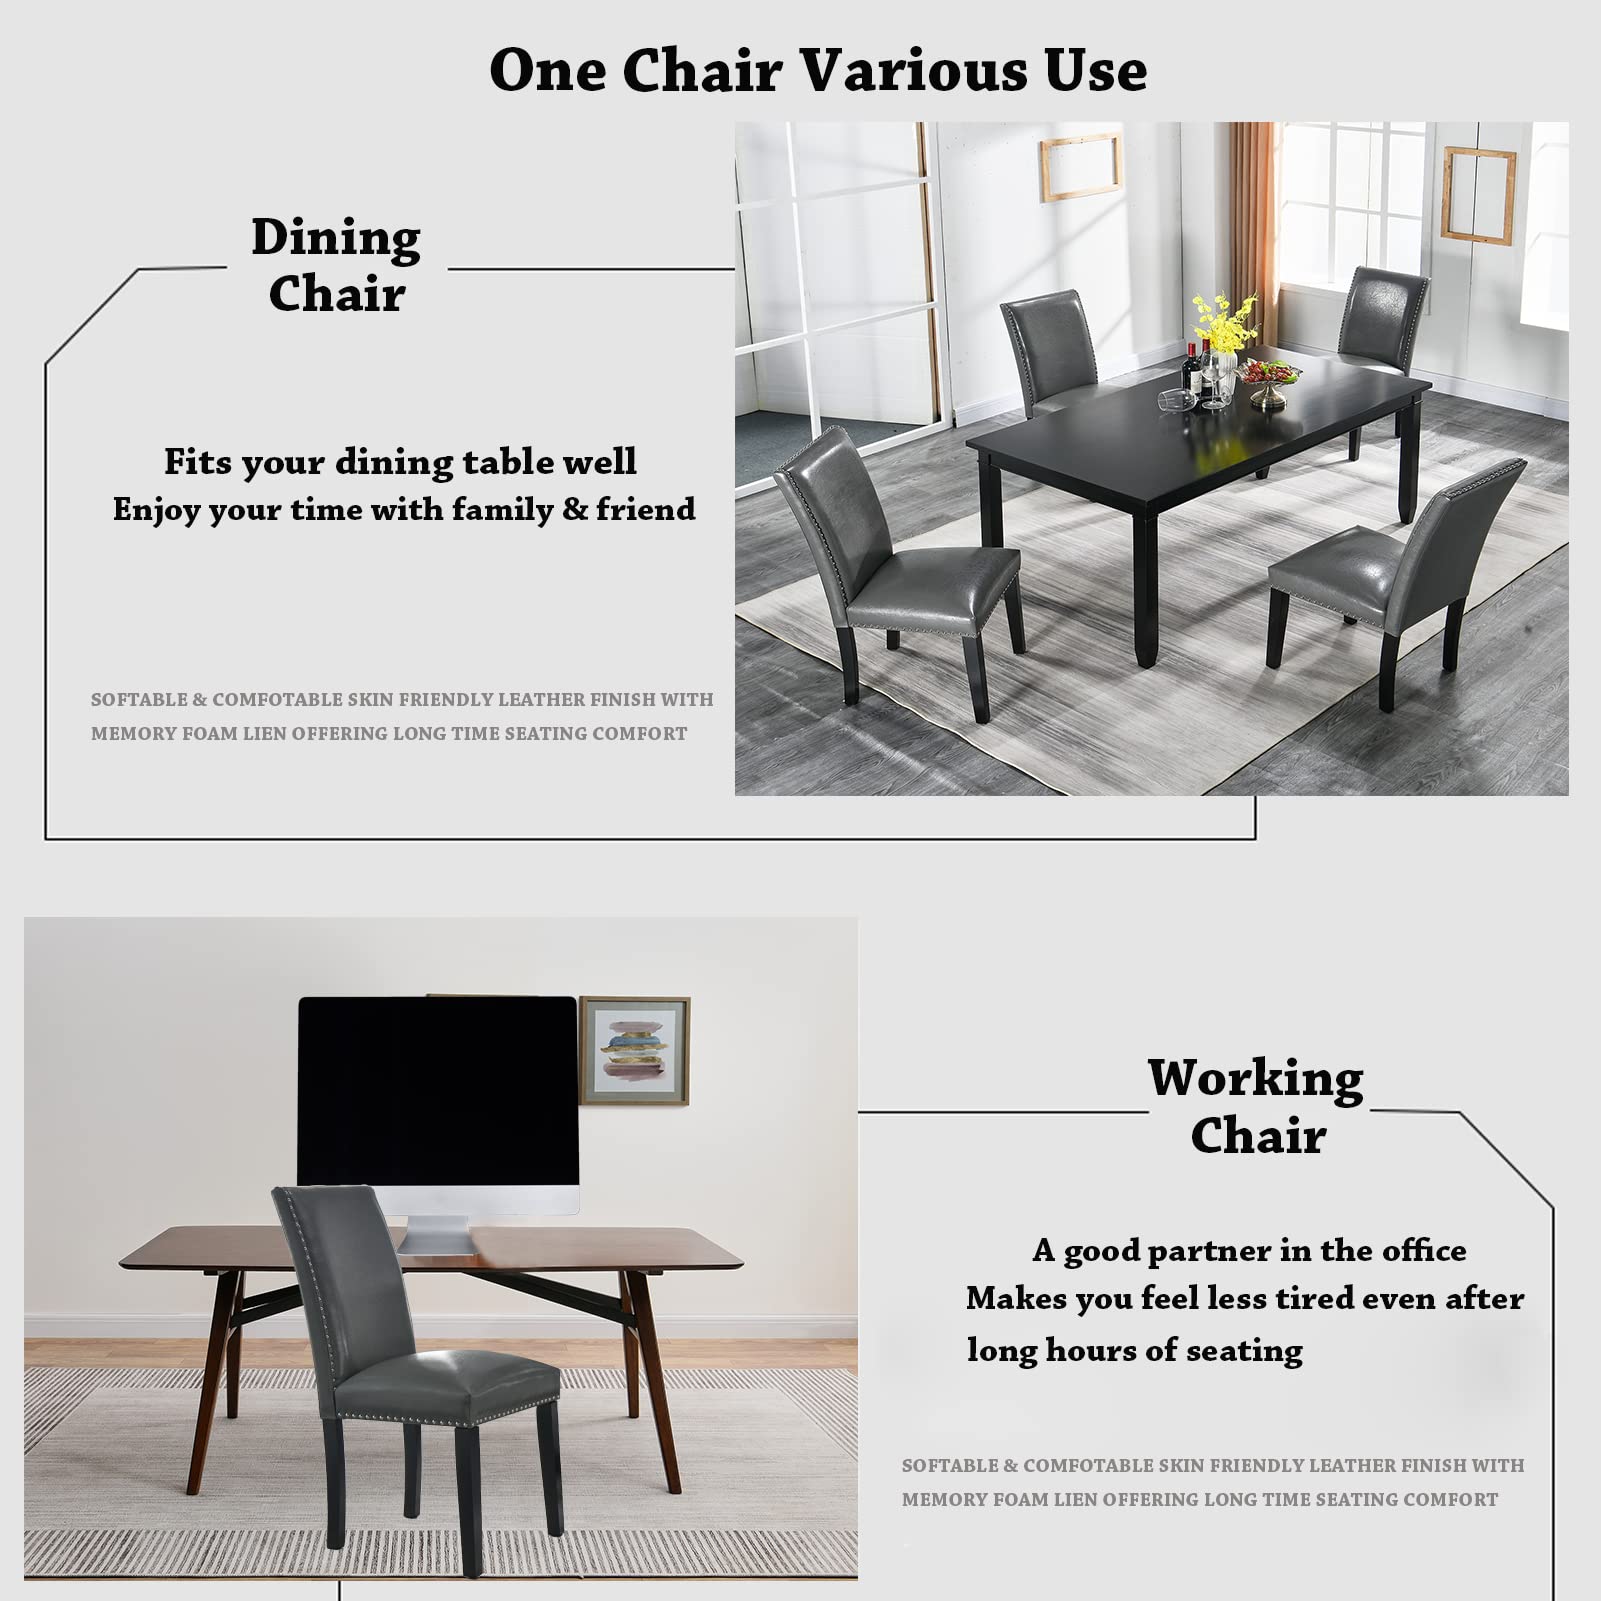 One Chair Various Use
Dining
Chair
Fits your dining table well
Enjoy your time with family & friend
SOFTABLE & COMFOTABLE SKIN FRIENDLY LEATHER FINISH WITH
MEMORY FOAM LIEN OFFERING LONG TIME SEATING COMFORT
Working
Chair
A good partner in the office
Makes you feel less tired even after
long hours of seating
SOFTABLE & COMFOTABLE SKIN FRIENDLY LEATHER FINISH WITH
MEMORY FOAM LIEN OFFERING LONG TIME SEATING COMFORT